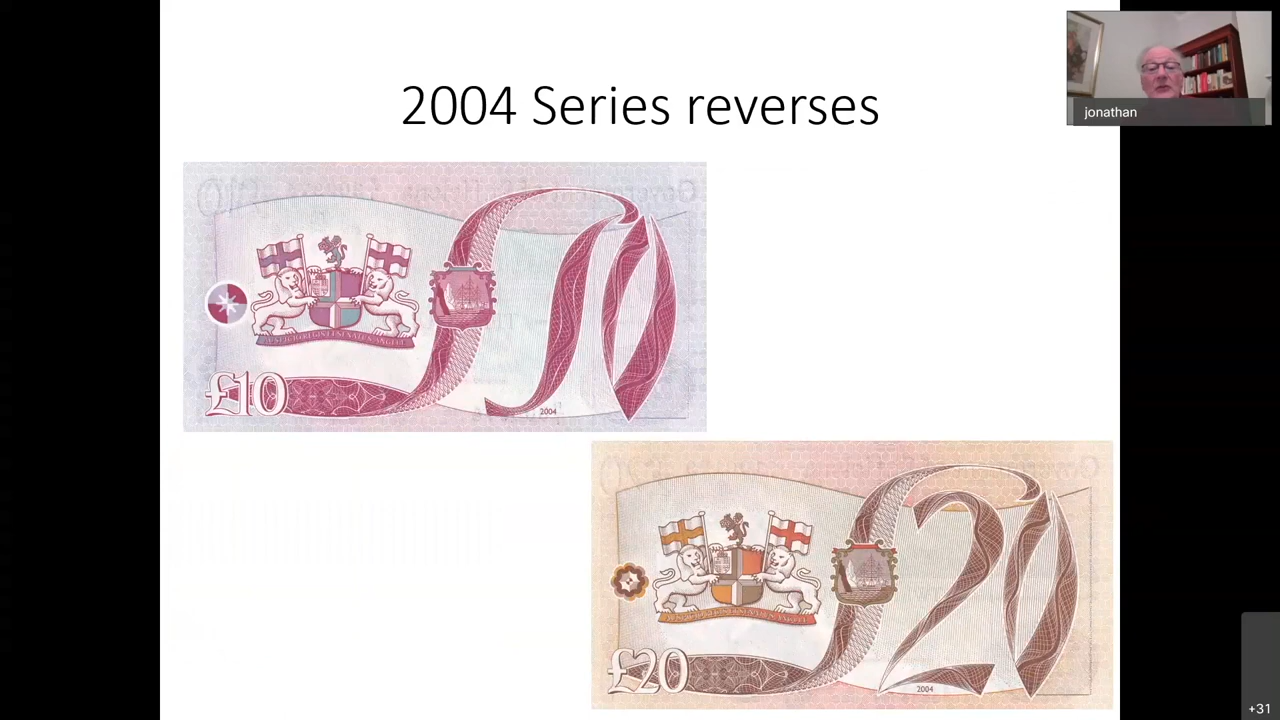 2004 Series reverses
jonathan
£10
2004
£20
2004
+31